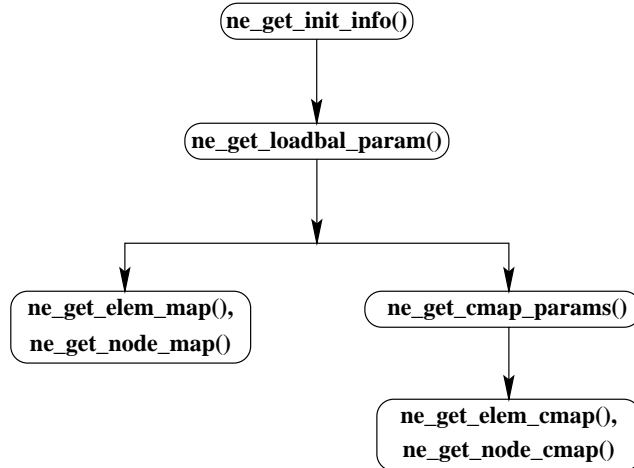 ne_get_init_info()
ne_get_loadbal_param()
ne_get_elem_map(),
ne_get_node_map()
ne_get_cmap_params()
ne_get_elem_cmap(),
ne_get_node_cmap()